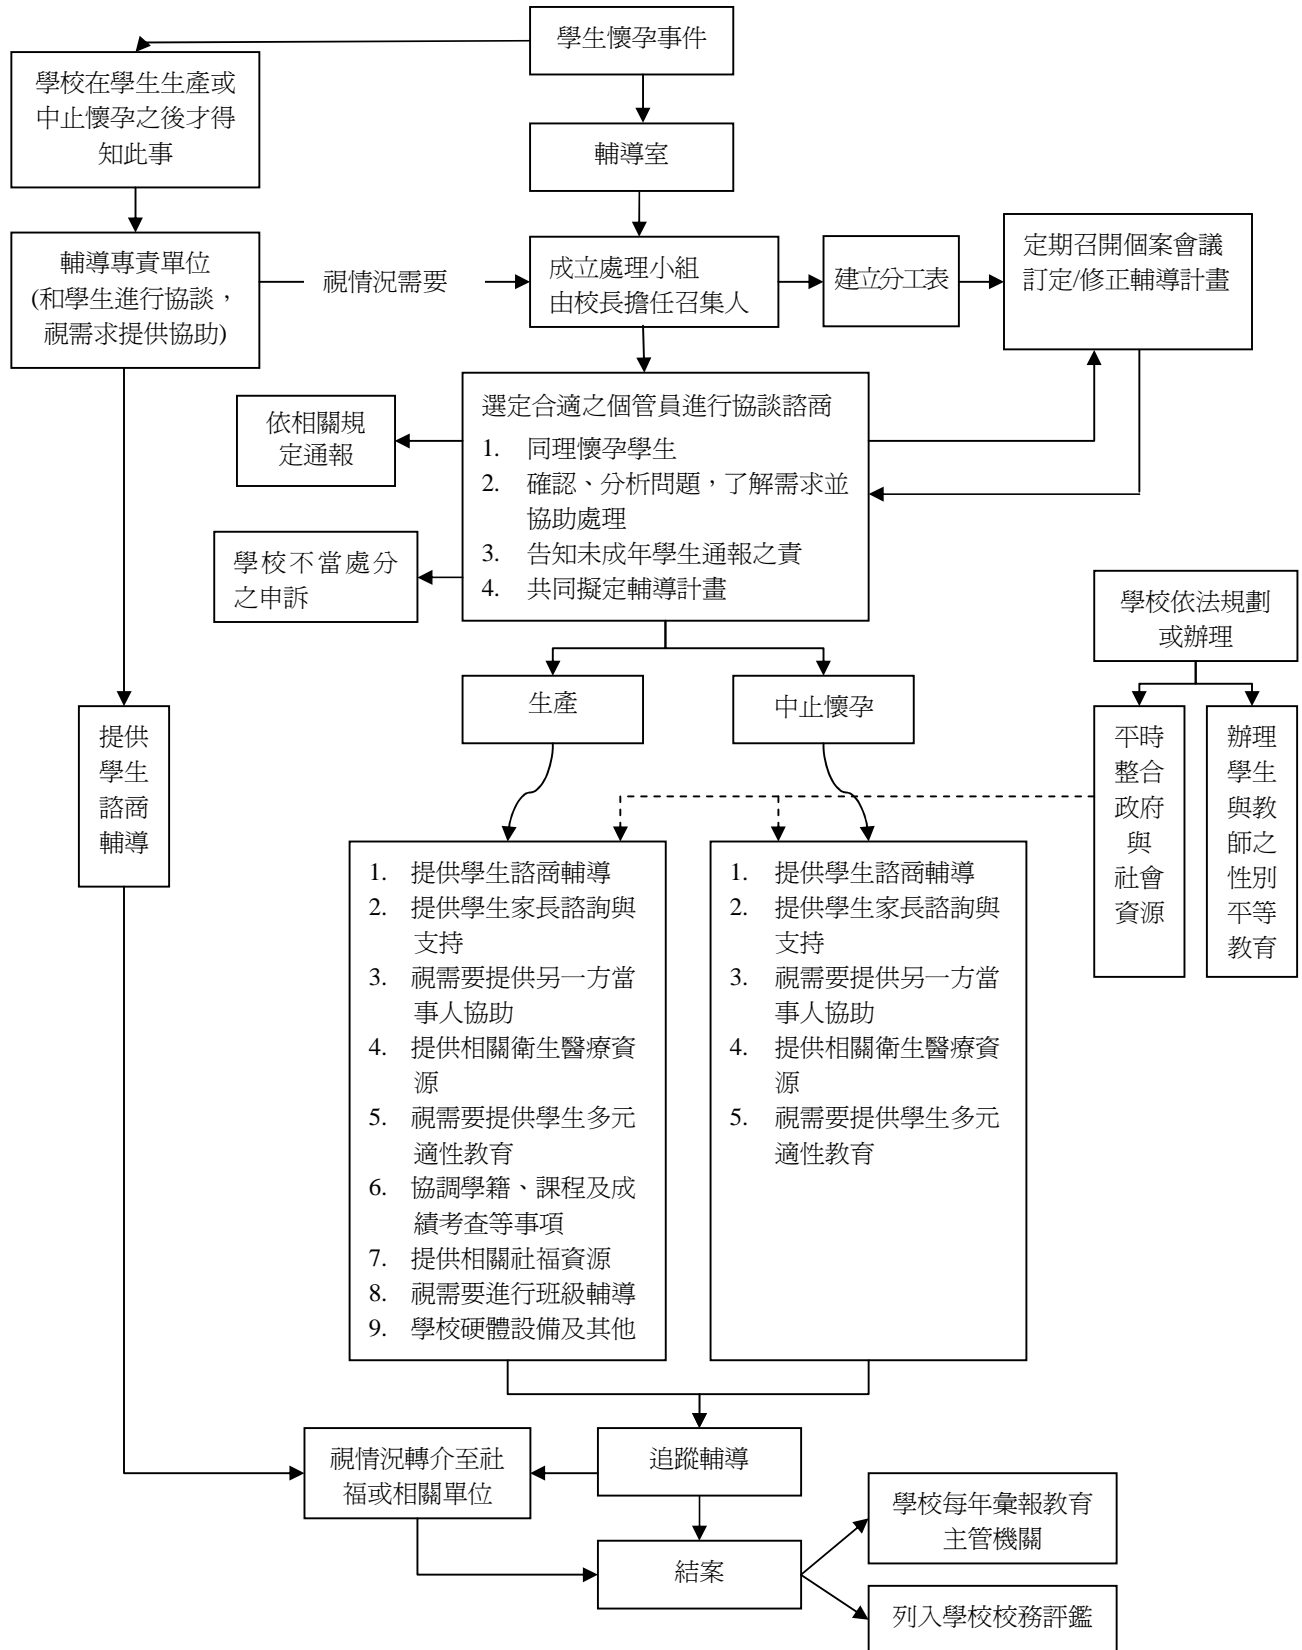 學生懷孕事件
學校在學生生產或
中止懷孕之後才得
知此事
輔導室
輔導專責單位
(和學生進行協談，
視需求提供協助)
視情況需要
成立處理小組
由校長擔任召集人
建立分工表
定期召開個案會議
訂定/修正輔導計畫
選定合適之個管員進行協談諮商
1. 同理懷孕學生
2. 確認、分析問題，了解需求並
協助處理
3. 告知未成年學生通報之責
4. 共同擬定輔導計畫
依相關規
定通報
學校不當處分
之申訴
學校依法規劃
或辦理
生產
中止懷孕
提供
學生
諮商
輔導
平時
整合
政府
與
社會
資源
辦理
學生
與教
師之
性別
平等
教育
1. 提供學生諮商輔導
2. 提供學生家長諮詢與
支持
3. 視需要提供另一方當
事人協助
4. 提供相關衛生醫療資
源
5. 視需要提供學生多元
適性教育
6. 協調學籍、課程及成
績考查等事項
7. 提供相關社福資源
8. 視需要進行班級輔導
9. 學校硬體設備及其他
1. 提供學生諮商輔導
2. 提供學生家長諮詢與
支持
3. 視需要提供另一方當
事人協助
4. 提供相關衛生醫療資
源
5. 視需要提供學生多元
適性教育
視情況轉介至社
福或相關單位
追蹤輔導
結案
學校每年彙報教育
主管機關
列入學校校務評鑑